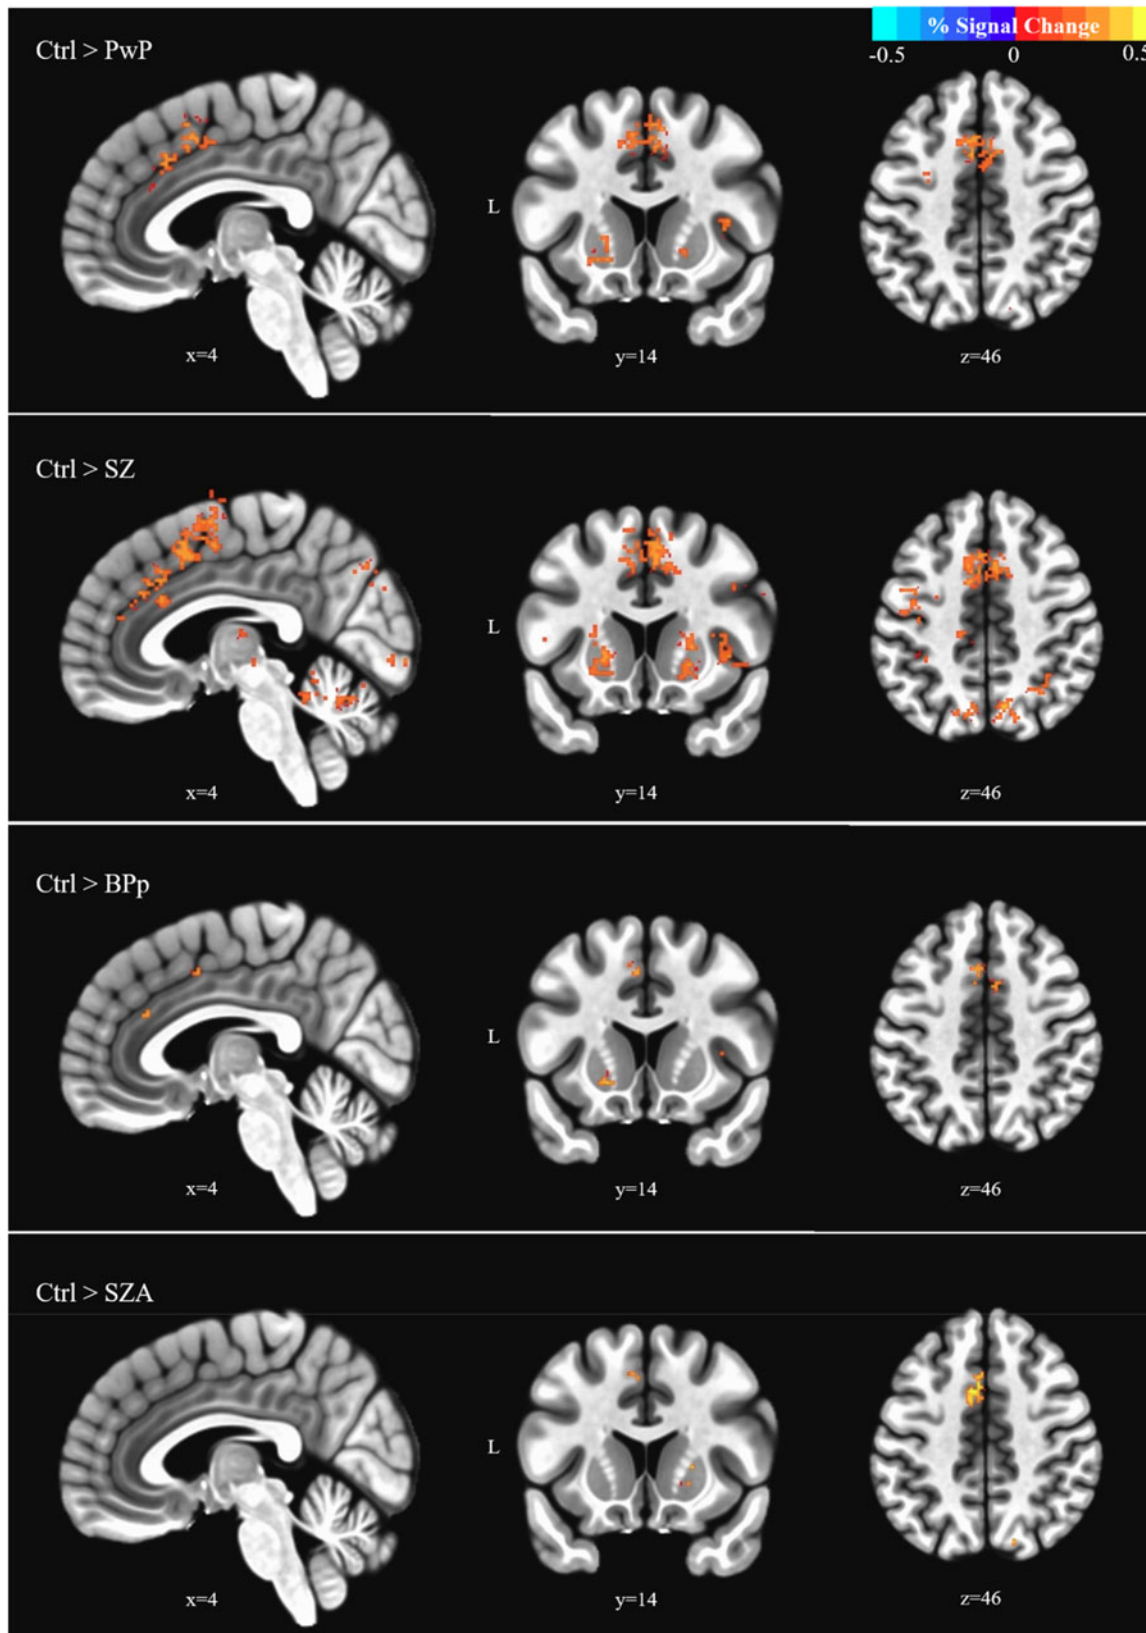 % Signal Change
-0.5 0 0.5
Ctrl > PwP
L
x=4 y=14 z=46
Ctrl > SZ
L
x=4 y=14 z=46
Ctrl > BPp
L
x=4 y=14 z=46
Ctrl > SZA
L
x=4 y=14 z=46